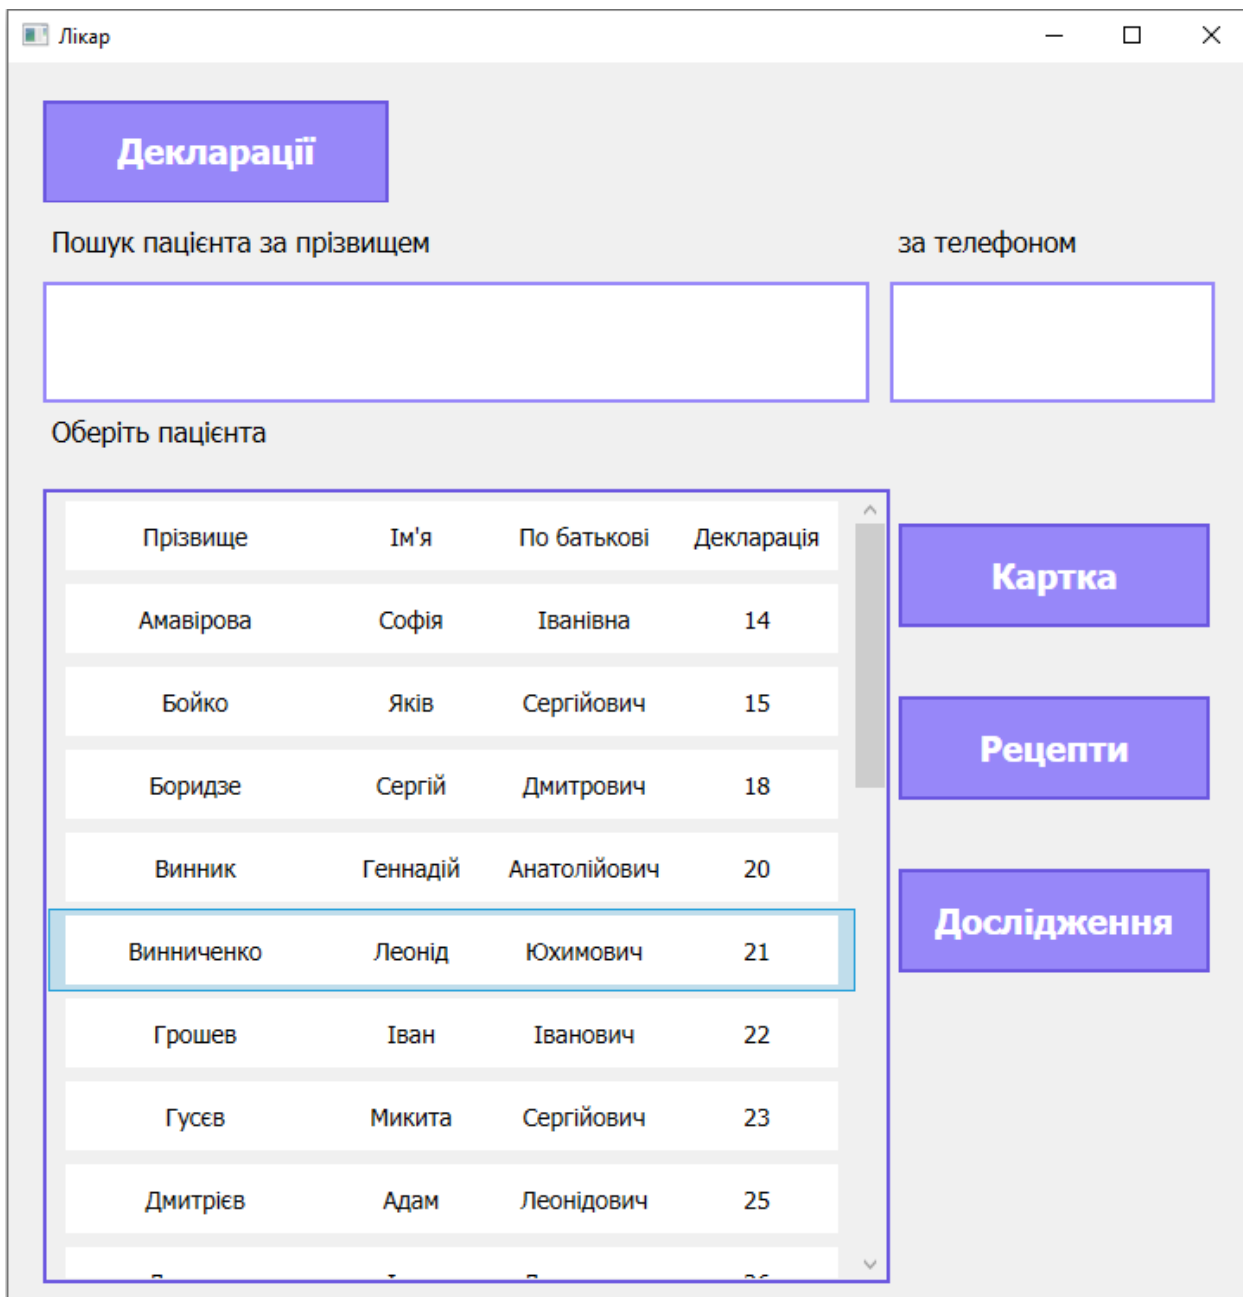 Лікар
Декларації
Пошук пацієнта за прізвищем за телефоном
Оберіть пацієнта
Прізвище Ім'я По батькові Декларація
Амавірова Софія Іванівна 14
Картка
Бойко Яків Сергійович 15
Боридзе Сергій Дмитрович 18
Рецепти
Винник Геннадій Анатолійович 20
Винниченко Леонід Юхимович 21
Дослідження
Грошев Іван Іванович 22
Гусєв Микита Сергійович 23
Дмитрієв Адам Леонідович 25